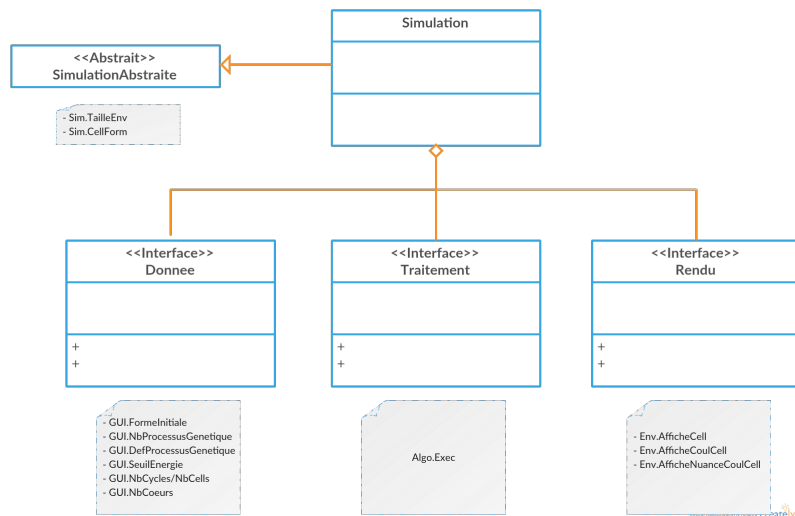 Simulation
<<Abstrait>>
SimulationAbstraite
- Sim.TailleEnv
- Sim.CellForm
<<Interface>>
Donnee
+
+
<<Interface>>
Traitement
+
+
<<Interface>>
Rendu
+
+
- GUI.FormeInitiale
- GUI.NbProcessusGenetique
- GUI.DefProcessusGenetique
- GUI.SeuilEnergie
- GUI.NbCycles/NbCells
- GUI.NbCoeurs
Algo.Exec
- Env.AfficheCell
- Env.AfficheCoulCell
- Env.AfficheNuanceCoulCell